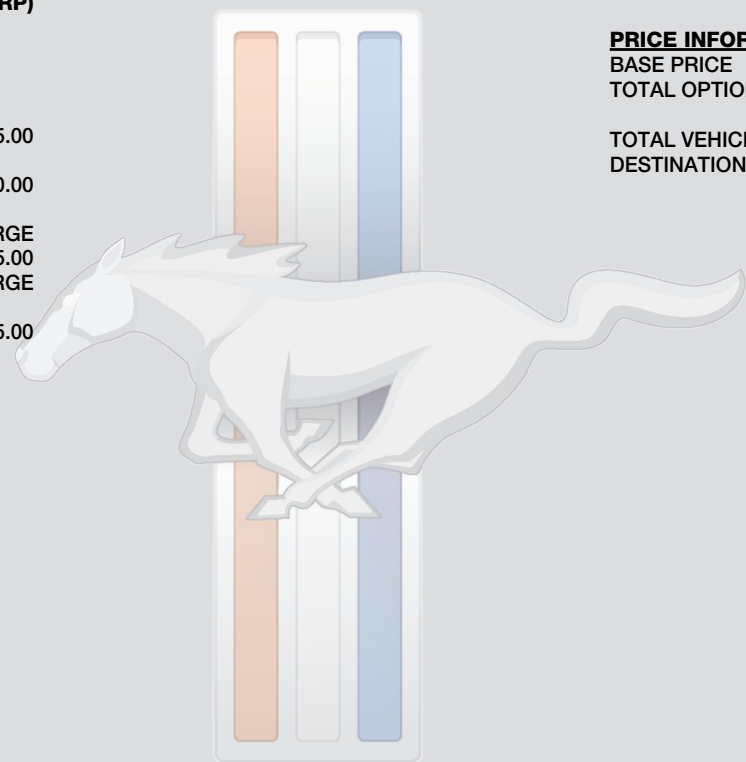 RP)
5.00
0.00
RGE
5.00
RGE
5.00
PRICE INFOR
BASE PRICE
TOTAL OPTIO
TOTAL VEHICL
DESTINATION